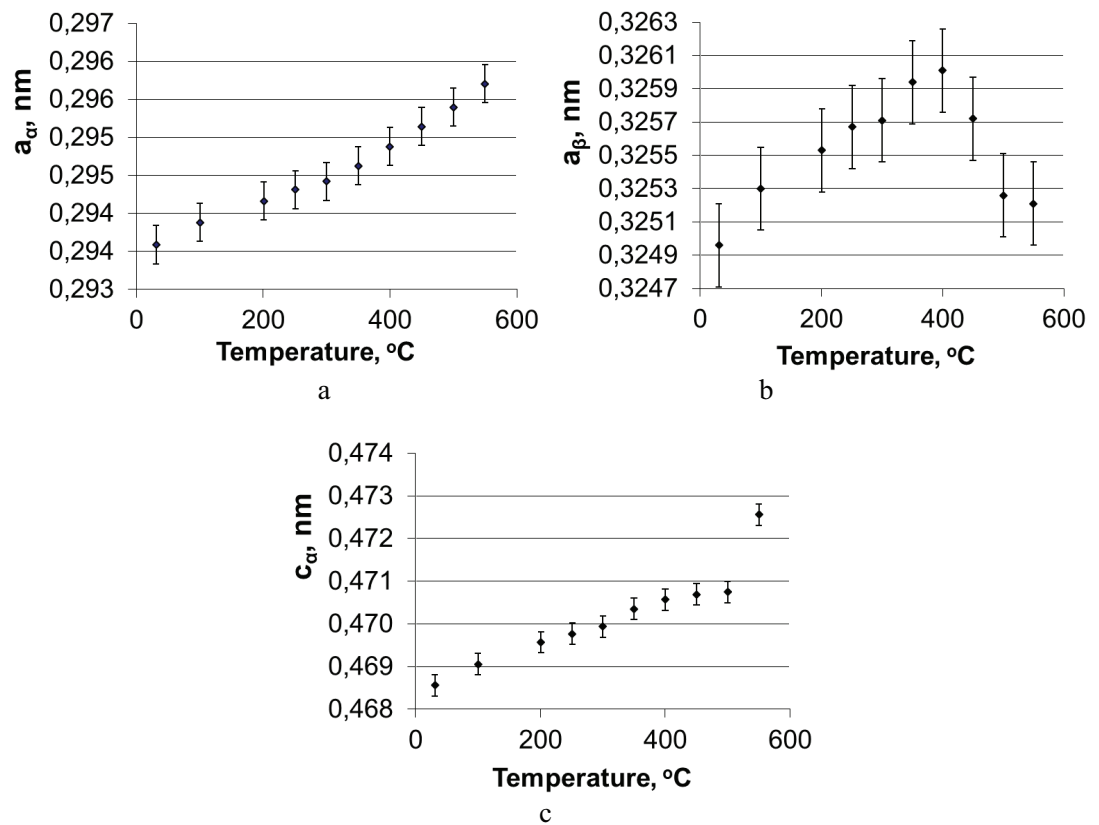 0,297
0,296
0,296
0,295
0,295
0,294
0,294
0,293
aα, nm
0 200 400 600
Temperature, °C
a
0,3263
0,3261
0,3259
0,3257
0,3255
0,3253
0,3251
0,3249
0,3247
aβ, nm
0 200 400 600
Temperature, °C
b
0,474
0,473
0,472
0,471
0,470
0,469
0,468
cα, nm
0 200 400 600
Temperature, °C
c